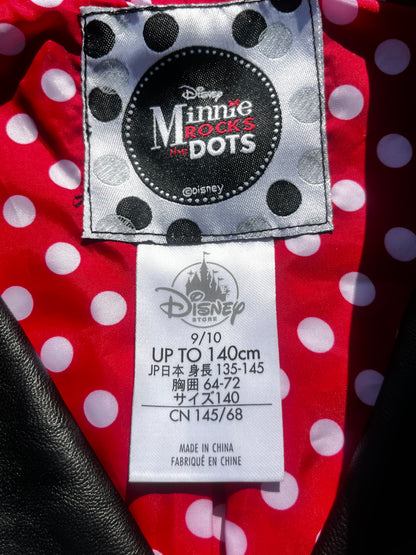 Disney
Minnie
ROCKS
THE
DOTS
©Disney
Disney
STORE
9/10
UP TO 140cm
JP日本 身長 135-145
胸囲 64-72
サイズ140
CN 145/68
MADE IN CHINA
FABRIQUÉ EN CHINE